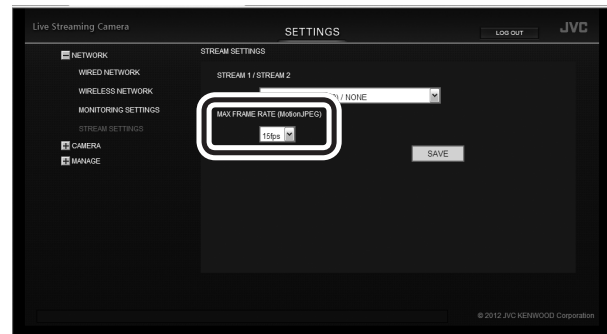 Live Streaming Camera
SETTINGS
LOG OUT
JVC
NETWORK
WIRED NETWORK
WIRELESS NETWORK
MONITORING SETTINGS
STREAM SETTINGS
CAMERA
MANAGE
STREAM SETTINGS
STREAM 1 / STREAM 2
/ NONE
MAX FRAME RATE (MotionJPEG)
15fps
SAVE
© 2012 JVC KENWOOD Corporation